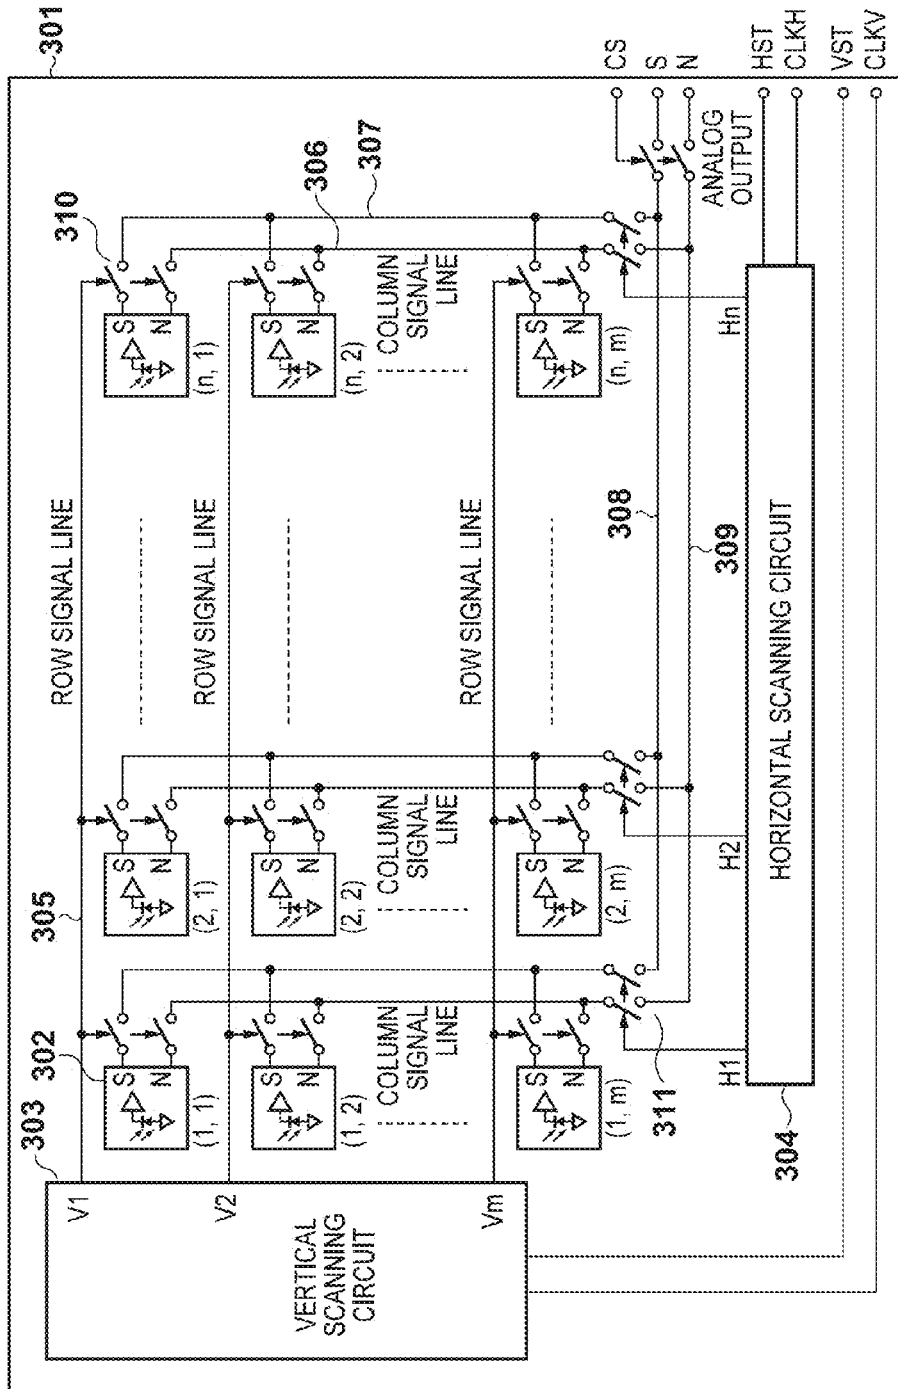 301
303
VERTICAL
SCANNING
CIRCUIT
V1
V2
Vm
302
S
N
(1, 1)
S
N
(1, 2)
COLUMN
SIGNAL
LINE
S
N
(1, m)
311
305
S
N
(2, 1)
S
N
(2, 2)
COLUMN
SIGNAL
LINE
S
N
(2, m)
ROW SIGNAL LINE
ROW SIGNAL LINE
ROW SIGNAL LINE
310
S
N
(n, 1)
S
N
(n, 2)
COLUMN
SIGNAL
LINE
S
N
(n, m)
306
307
308
309
304
H1
H2
Hn
HORIZONTAL SCANNING CIRCUIT
ANALOG
OUTPUT
CS
S
N
HST
CLKH
VST
CLKV